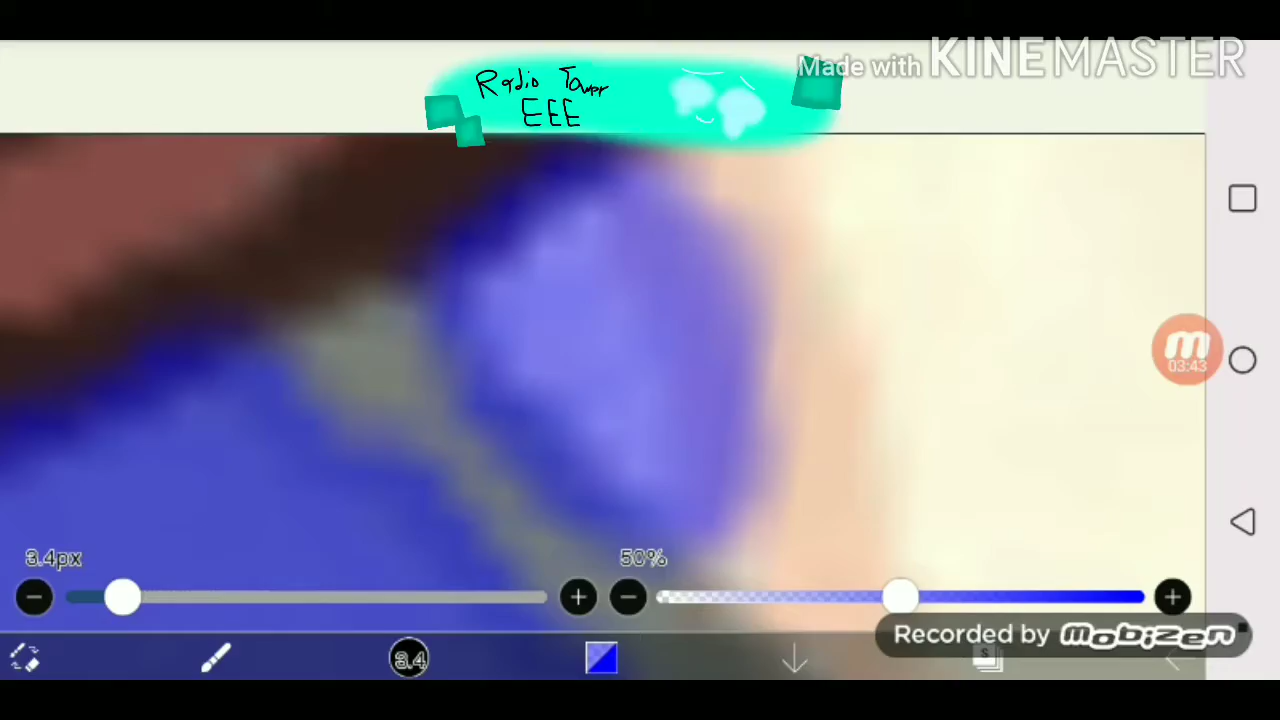 Made with KINEMASTER
Radio Tower
EEE
03:43
3.4px
50%
3.4
S
Recorded by mobizen